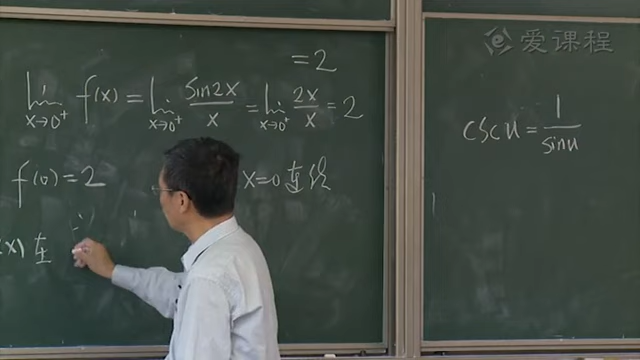 = 2
lim x→0⁺ f(x) = lim x→0⁺ sin2x/x = lim x→0⁺ 2x/x = 2
f(0) = 2
x=0 连续
(x) 在
爱课程
csc u = 1/sin u